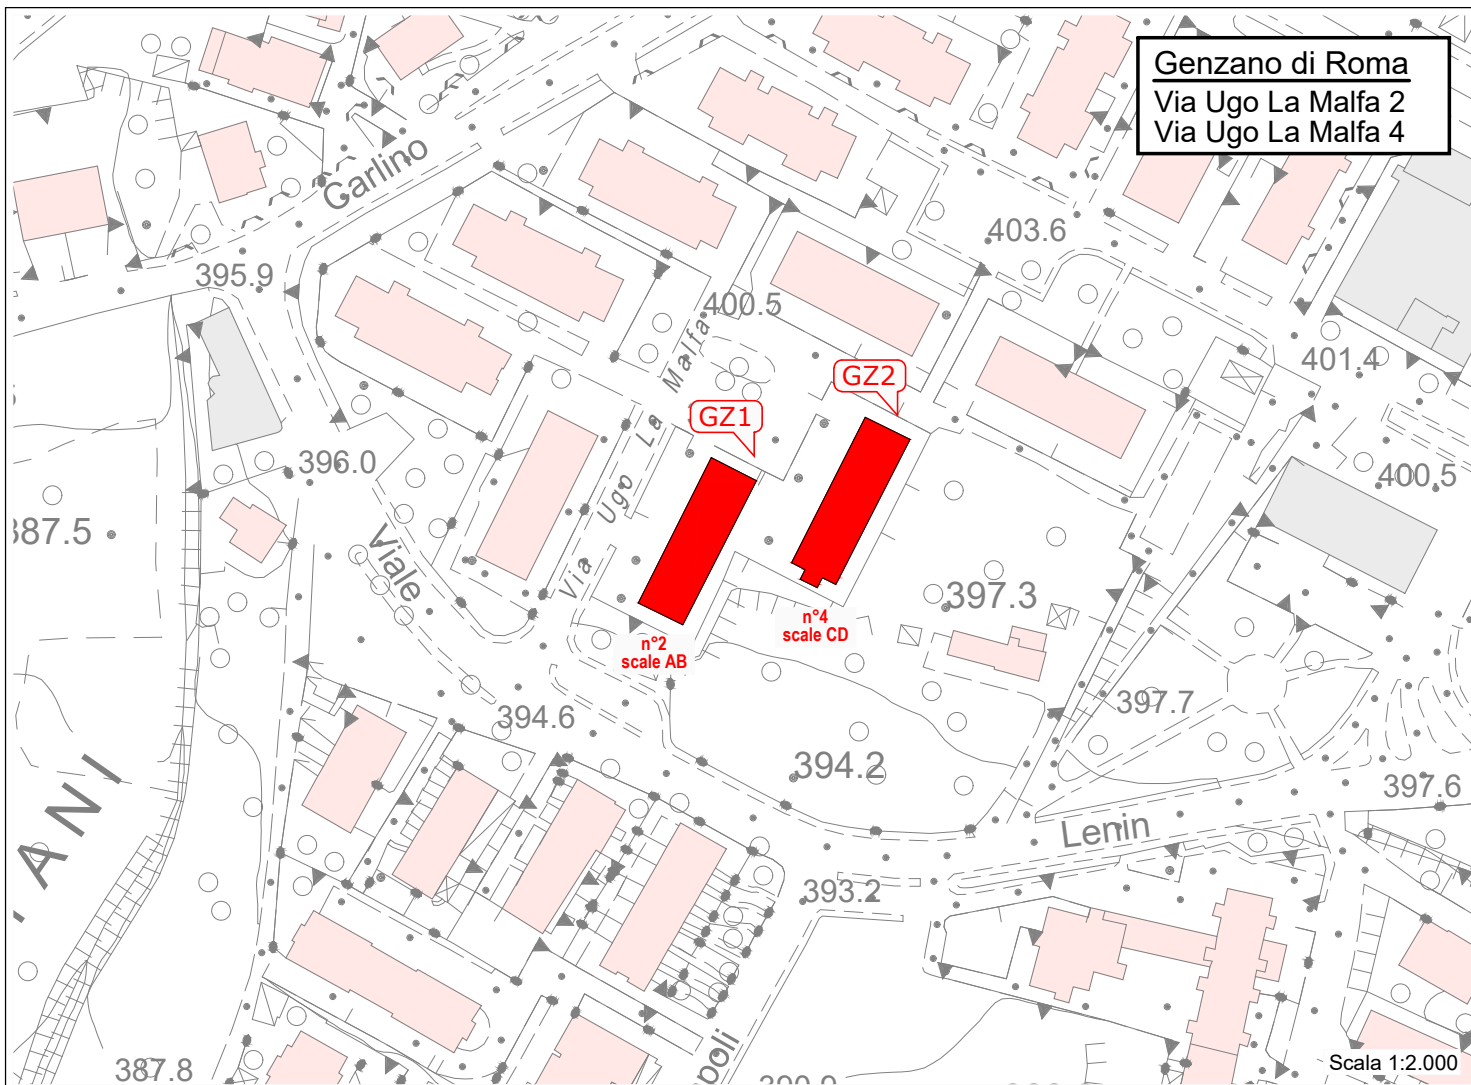 Genzano di Roma
Via Ugo La Malfa 2
Via Ugo La Malfa 4
Carlino
403.6
395.9
400.5
401.4
GZ2
GZ1
Via Ugo La Malfa
396.0
400.5
387.5
Viale
397.3
n°4
scale CD
n°2
scale AB
397.7
394.6
394.2
397.6
ANI
Lenin
393.2
poli
387.8
Scala 1:2.000